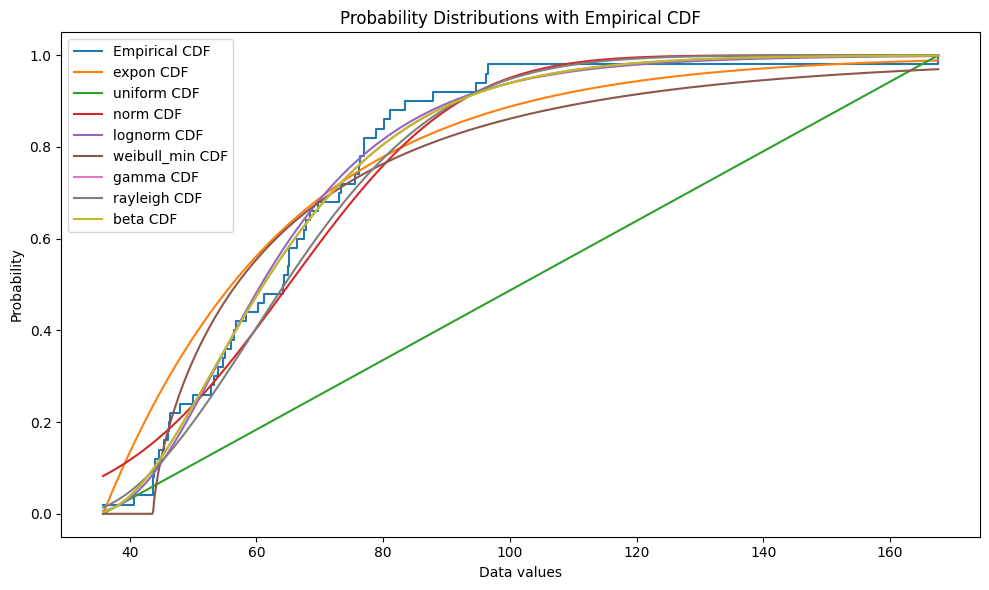 Probability Distributions with Empirical CDF
Empirical CDF
expon CDF
uniform CDF
norm CDF
lognorm CDF
weibull_min CDF
gamma CDF
rayleigh CDF
beta CDF
Probability
1.0
0.8
0.6
0.4
0.2
0.0
40 60 80 100 120 140 160
Data values